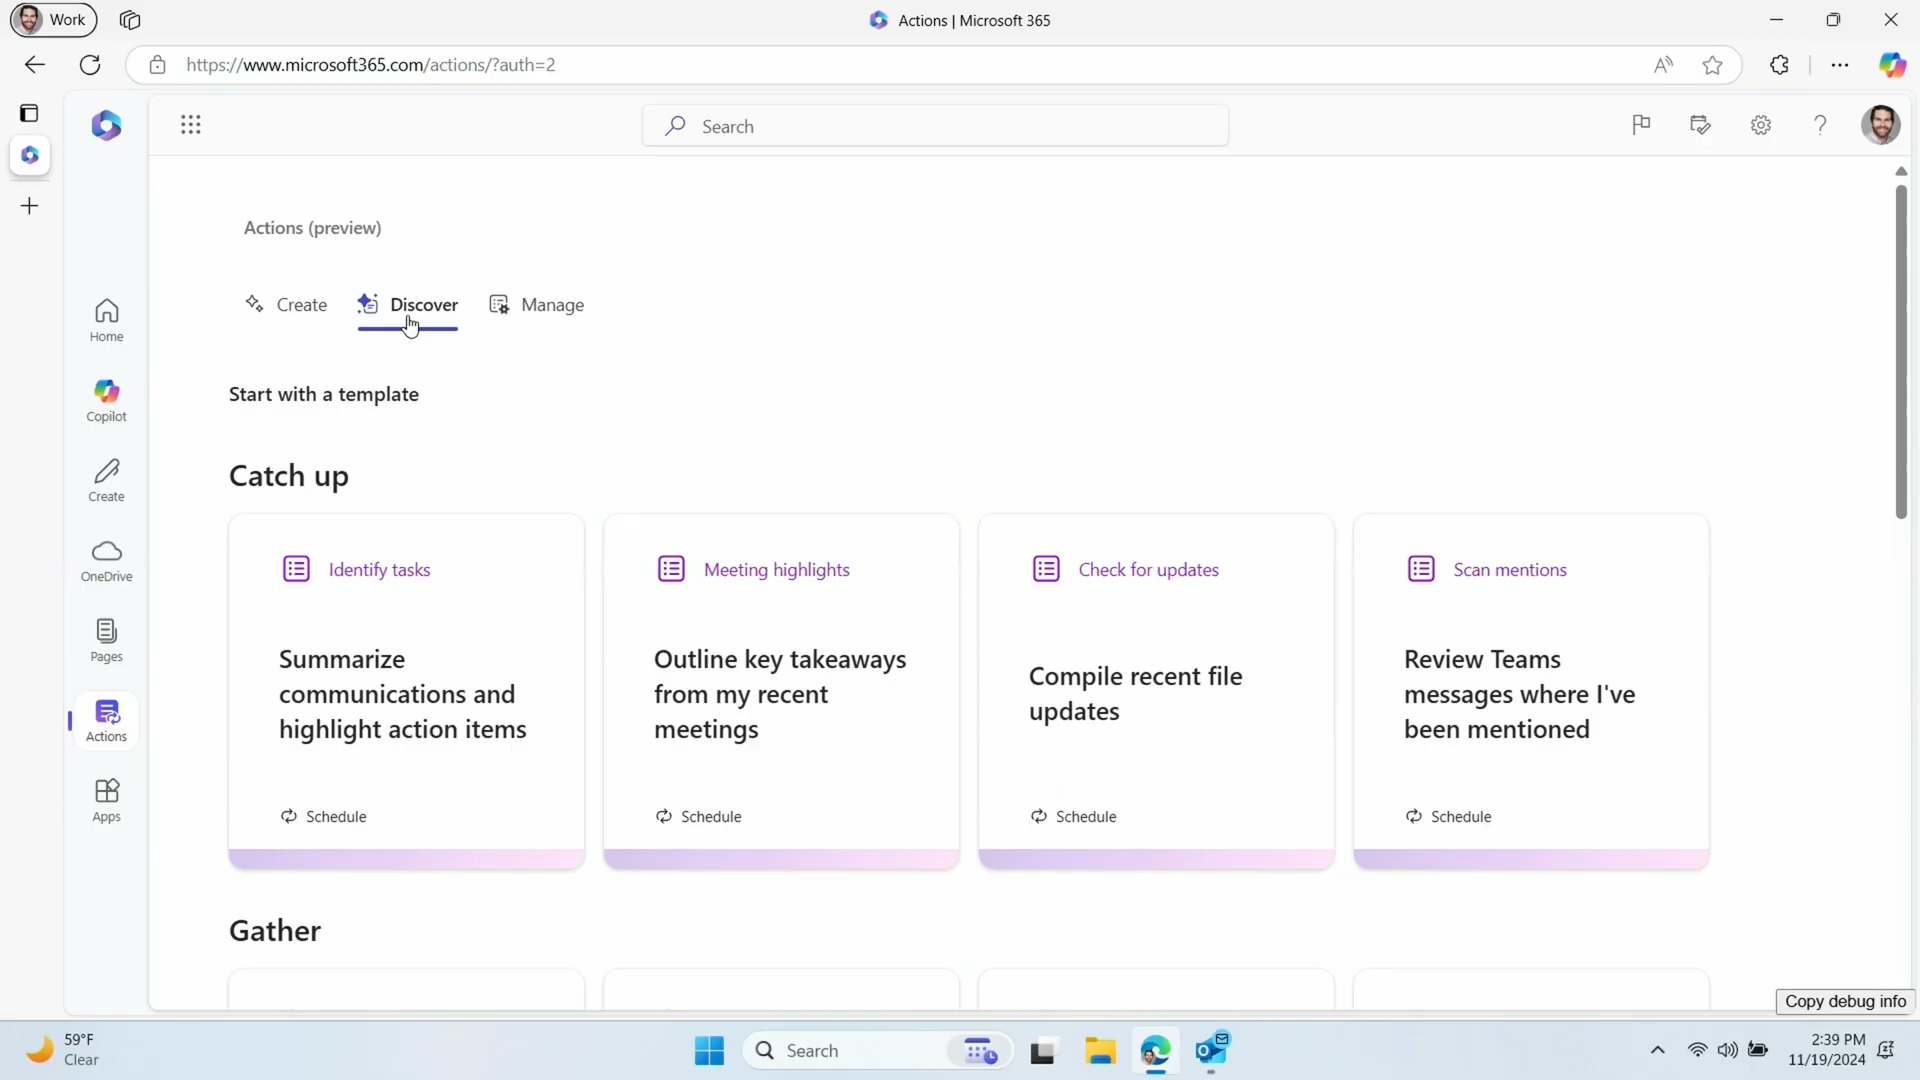 Work
Actions | Microsoft 365
https://www.microsoft365.com/actions/?auth=2
Search
Actions (preview)
Create
Discover
Manage
Home
Copilot
Create
OneDrive
Pages
Actions
Apps
Start with a template
Catch up
Identify tasks
Summarize
communications and
highlight action items
Schedule
Meeting highlights
Outline key takeaways
from my recent
meetings
Schedule
Check for updates
Compile recent file
updates
Schedule
Scan mentions
Review Teams
messages where I've
been mentioned
Schedule
Gather
Copy debug info
59°F
Clear
Search
2:39 PM
11/19/2024